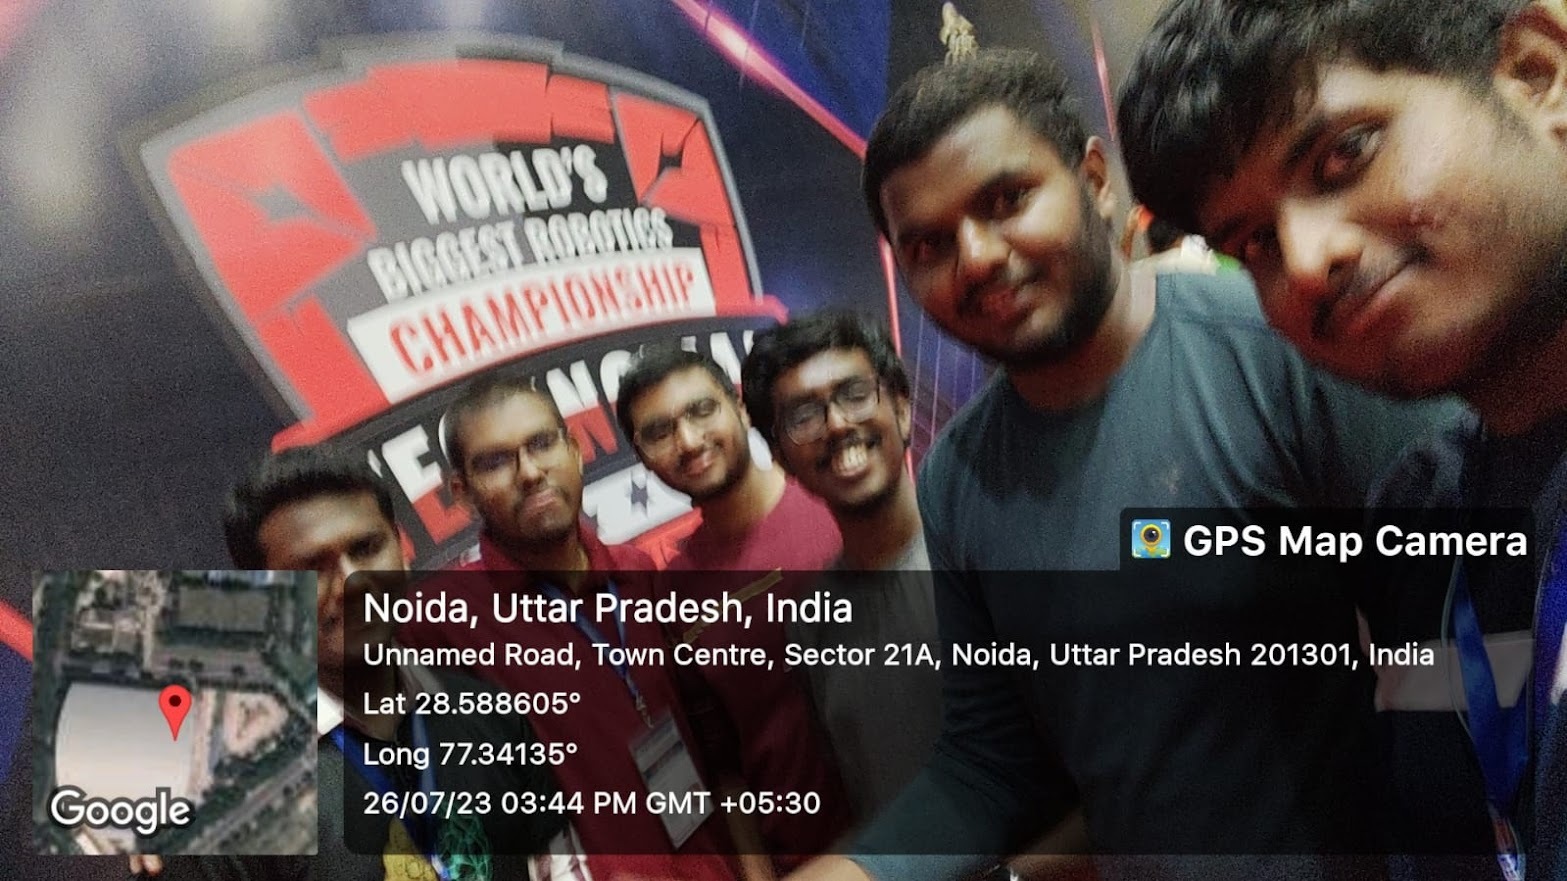 WORLD'S
BIGGEST ROBOTICS
CHAMPIONSHIP
GPS Map Camera
Noida, Uttar Pradesh, India
Unnamed Road, Town Centre, Sector 21A, Noida, Uttar Pradesh 201301, India
Lat 28.588605°
Long 77.34135°
26/07/23 03:44 PM GMT +05:30
Google